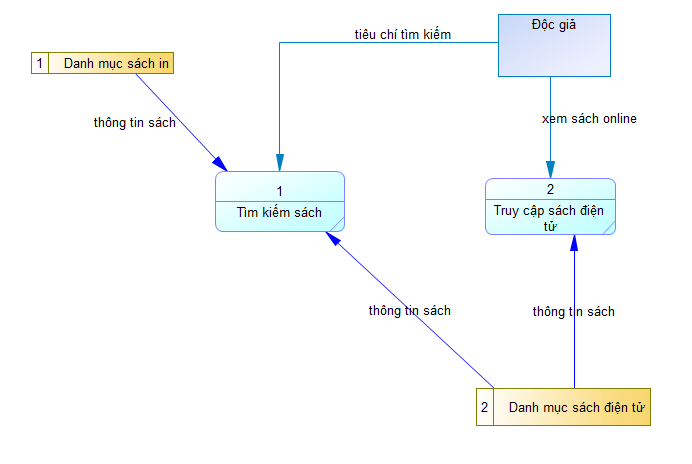 Độc giả
tiêu chí tìm kiếm
1 Danh mục sách in
thông tin sách
xem sách online
1
Tìm kiếm sách
2
Truy cập sách điện
tử
thông tin sách
thông tin sách
2 Danh mục sách điện tử